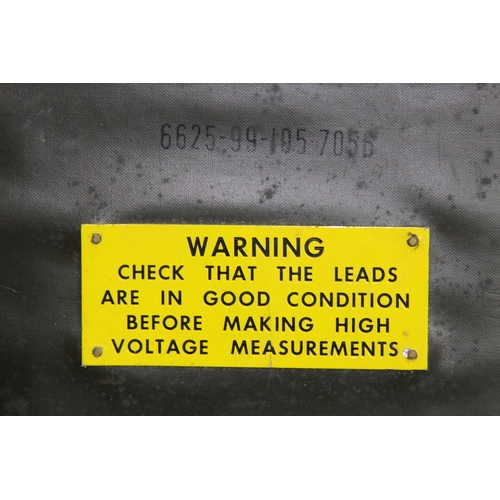 6625-99-105-7056
WARNING
CHECK THAT THE LEADS
ARE IN GOOD CONDITION
BEFORE MAKING HIGH
VOLTAGE MEASUREMENTS